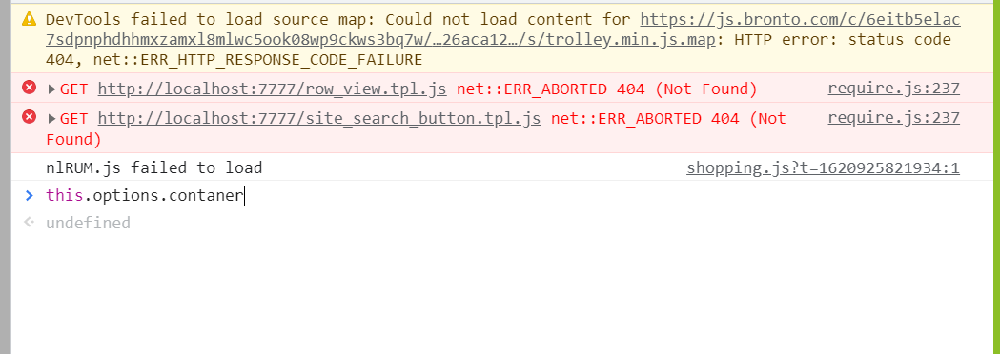 DevTools failed to load source map: Could not load content for https://js.bronto.com/c/6eitb5elac
7sdpnphdhhmxzamxl8mlwc5ook08wp9ckws3bq7w/…26aca12…/s/trolley.min.js.map: HTTP error: status code
404, net::ERR_HTTP_RESPONSE_CODE_FAILURE
GET http://localhost:7777/row_view.tpl.js net::ERR_ABORTED 404 (Not Found) require.js:237
GET http://localhost:7777/site_search_button.tpl.js net::ERR_ABORTED 404 (Not require.js:237
Found)
nlRUM.js failed to load shopping.js?t=1620925821934:1
this.options.contaner
undefined